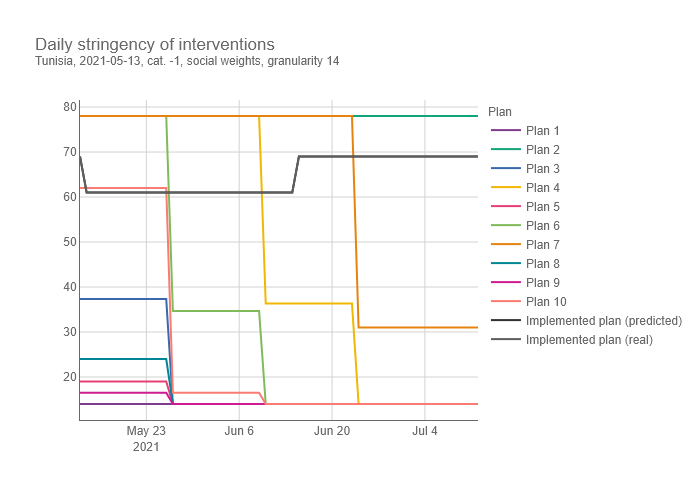 Daily stringency of interventions
Tunisia, 2021-05-13, cat. -1, social weights, granularity 14
80
70
60
50
40
30
20
May 23
2021
Jun 6
Jun 20
Jul 4
Plan
Plan 1
Plan 2
Plan 3
Plan 4
Plan 5
Plan 6
Plan 7
Plan 8
Plan 9
Plan 10
Implemented plan (predicted)
Implemented plan (real)